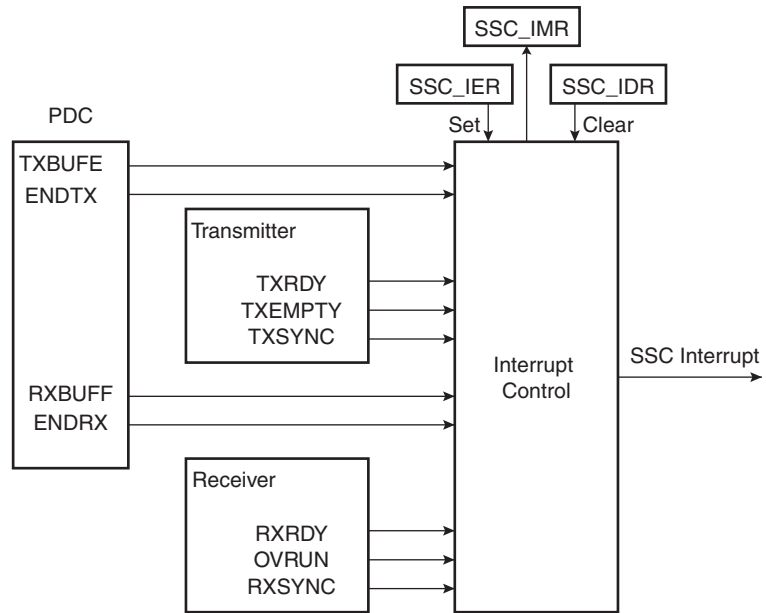 SSC_IMR
SSC_IER
SSC_IDR
Set
Clear
PDC
TXBUFE
ENDTX
Transmitter
TXRDY
TXEMPTY
TXSYNC
RXBUFF
ENDRX
Receiver
RXRDY
OVRUN
RXSYNC
Interrupt
Control
SSC Interrupt